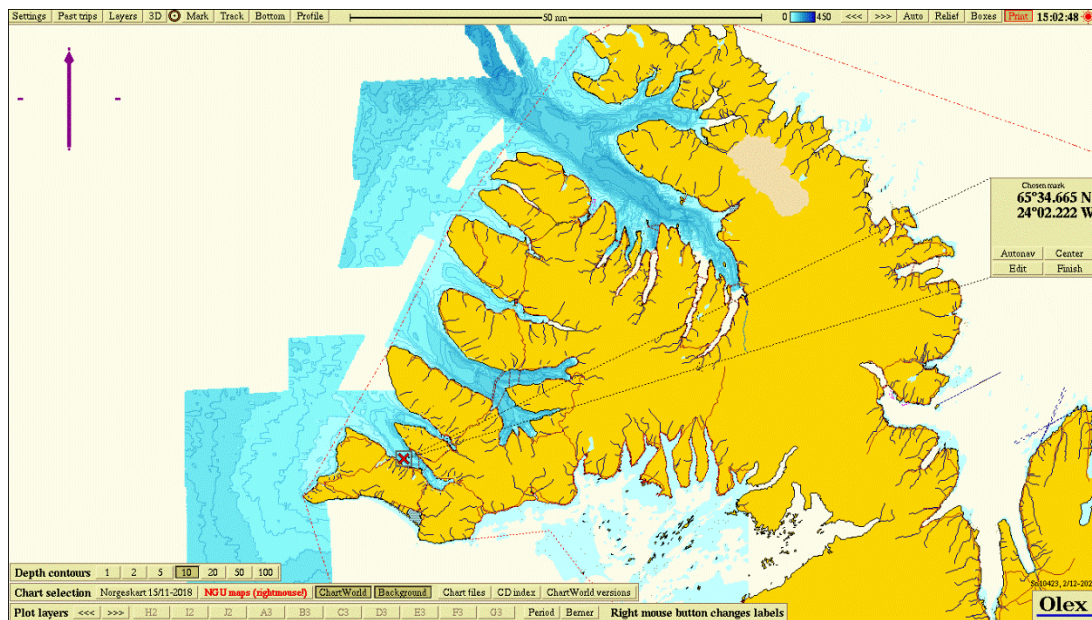 Settings Past trips Layers 3D Mark Track Bottom Profile 50 nm 0 450 <<< >>> Auto Relief Boxes Print 15:02:48
Chosen mark
65°34.665 N
24°02.222 W
Autonav Center
Edit Finish
Depth contours 1 2 5 10 20 50 100
Chart selection Norgeskart 15/11-2018 NGU maps (rightmouse!) ChartWorld Background Chart files CD index ChartWorld versions
Plot layers <<< >>> H2 I2 J2 A3 B3 C3 D3 E3 F3 G3 Period Berner Right mouse button changes labels
Olex